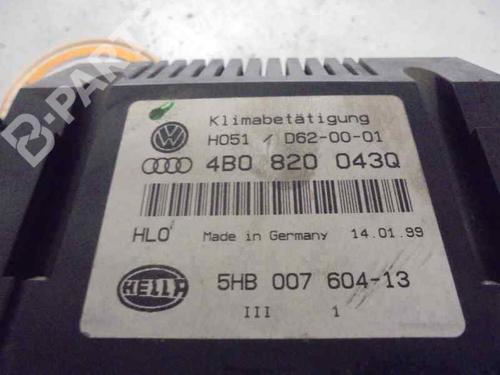 B-PART
Klimabetätigung
H051 / D62-00-01
4B0 820 043Q
HLO Made in Germany 14.01.99
HELLA 5HB 007 604-13
III 1